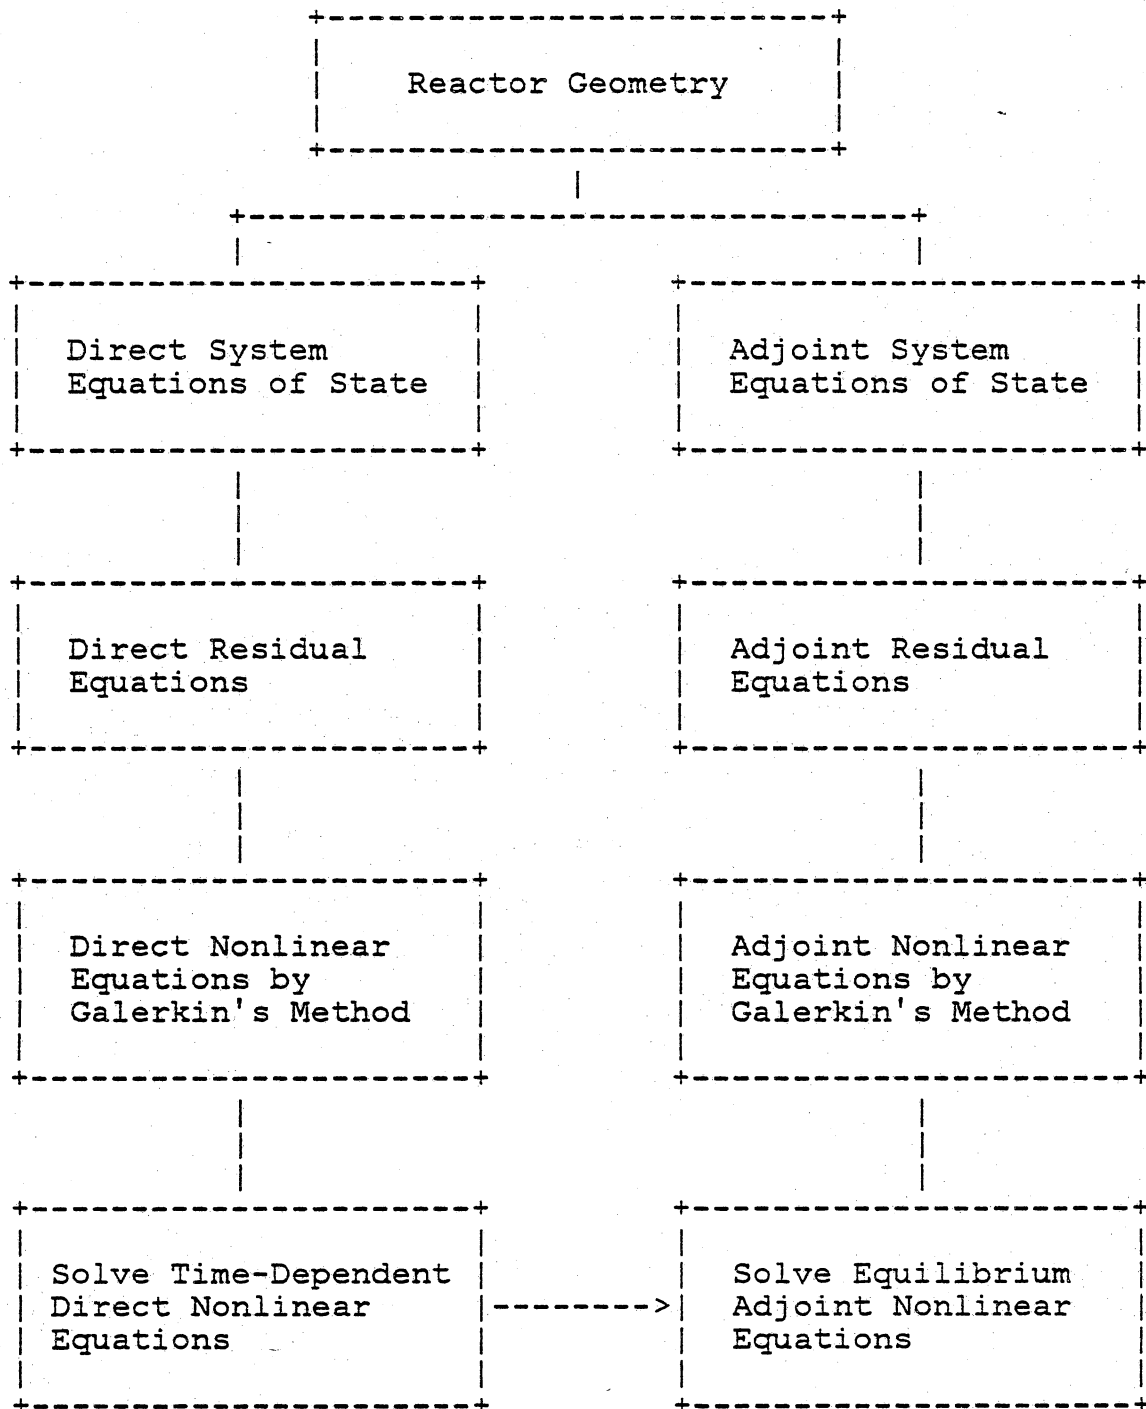 Reactor Geometry
Direct System
Equations of State
Adjoint System
Equations of State
Direct Residual
Equations
Adjoint Residual
Equations
Direct Nonlinear
Equations by
Galerkin's Method
Adjoint Nonlinear
Equations by
Galerkin's Method
Solve Time-Dependent
Direct Nonlinear
Equations
Solve Equilibrium
Adjoint Nonlinear
Equations